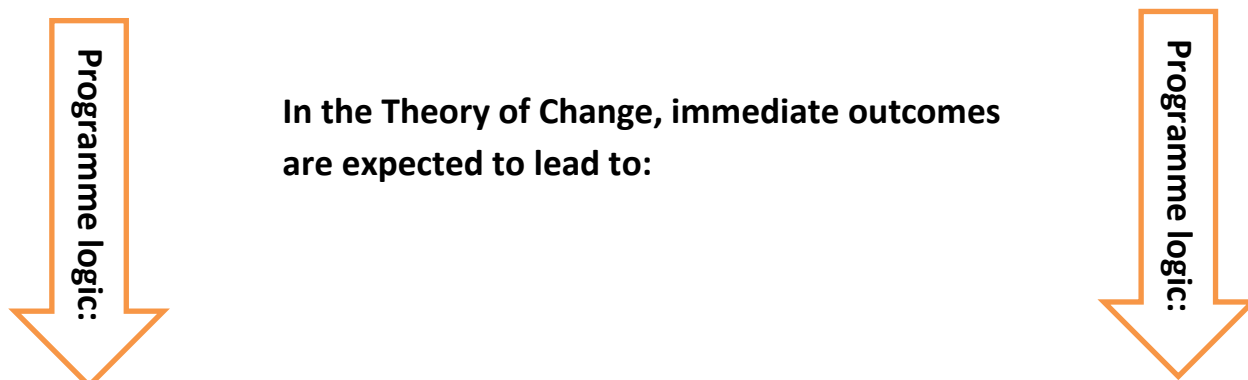 Programme logic::
In the Theory of Change, immediate outcomes
are expected to lead to:
Programme logic: